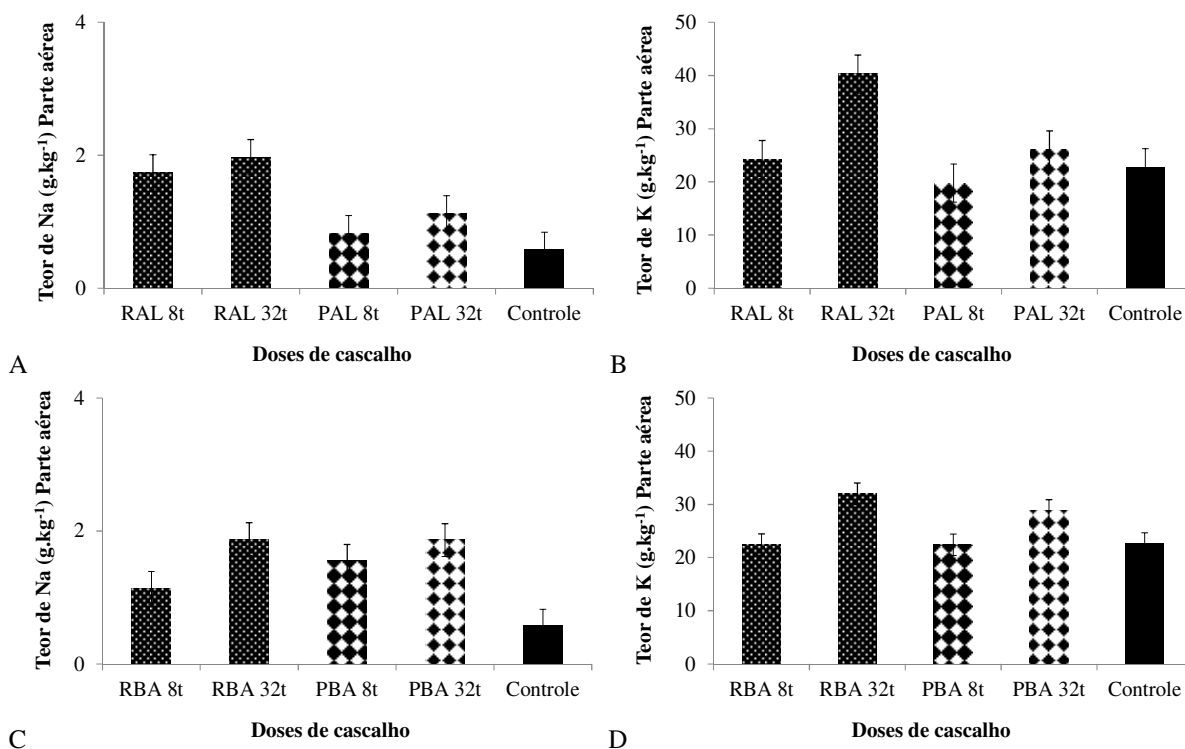 Teor de Na (g.kg-1) Parte aérea
4
2
0
RAL 8t RAL 32t PAL 8t PAL 32t Controle
Doses de cascalho
A
Teor de K (g.kg-1) Parte aérea
50
40
30
20
10
0
RAL 8t RAL 32t PAL 8t PAL 32t Controle
Doses de cascalho
B
Teor de Na (g.kg-1) Parte aérea
4
2
0
RBA 8t RBA 32t PBA 8t PBA 32t Controle
Doses de cascalho
C
Teor de K (g.kg-1) Parte aérea
50
40
30
20
10
0
RBA 8t RBA 32t PBA 8t PBA 32t Controle
Doses de cascalho
D